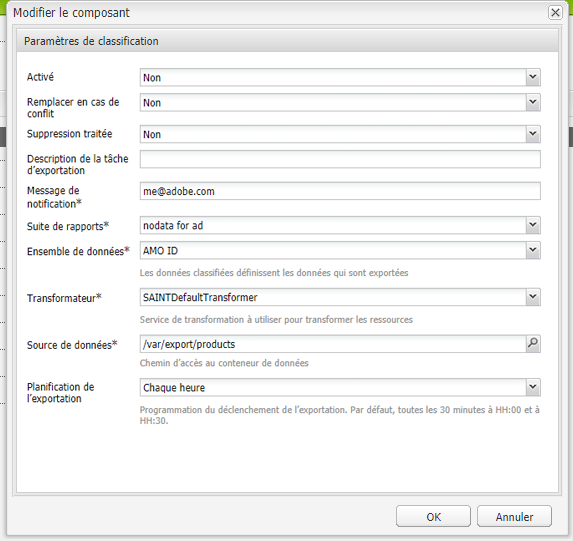 Modifier le composant
Paramètres de classification
Activé
Non
Remplacer en cas de
conflit
Non
Suppression traitée
Non
Description de la tâche
d'exportation
Message de
notification*
me@adobe.com
Suite de rapports*
nodata for ad
Ensemble de données*
AMO ID
Les données classifiées définissent les données qui sont exportées
Transformateur*
SAINTDefaultTransformer
Service de transformation à utiliser pour transformer les ressources
Source de données*
/var/export/products
Chemin d'accès au conteneur de données
Planification de
l'exportation
Chaque heure
Programmation du déclenchement de l'exportation. Par défaut, toutes les 30 minutes à HH:00 et à
HH:30.
OK
Annuler